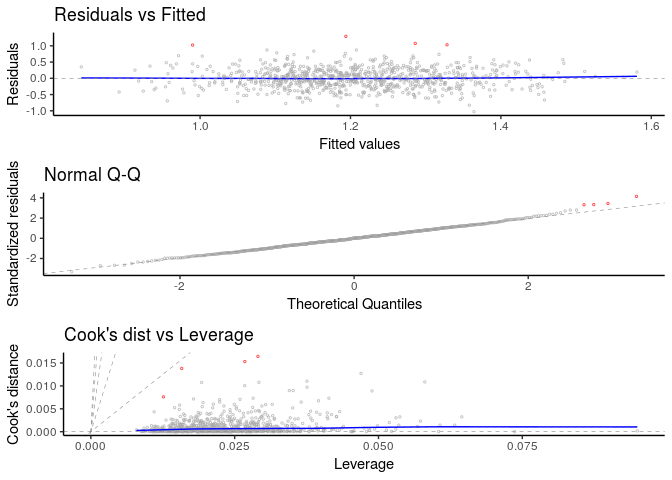 Residuals vs Fitted
Residuals
1.0
0.5
0.0
-0.5
-1.0
1.0 1.2 1.4 1.6
Fitted values
Normal Q-Q
Standardized residuals
4
2
0
-2
-2 0 2
Theoretical Quantiles
Cook's dist vs Leverage
Cook's distance
0.015
0.010
0.005
0.000
0.000 0.025 0.050 0.075
Leverage